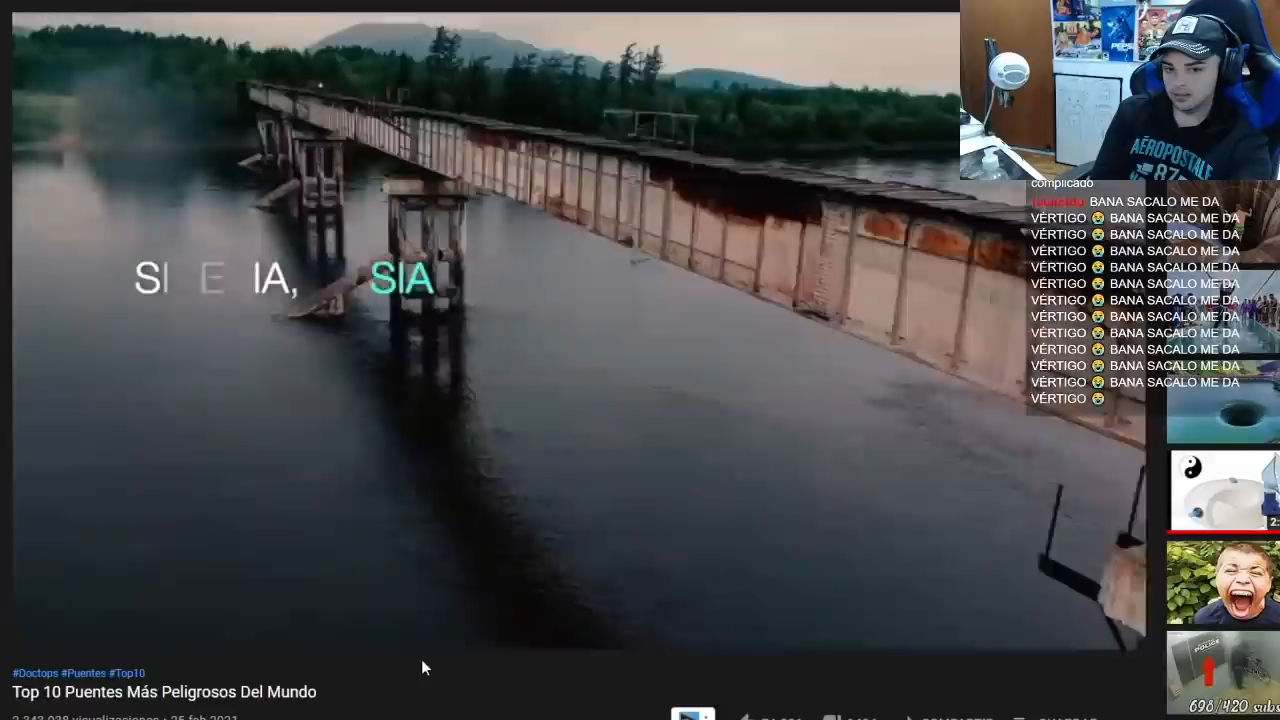 AÉROPOSTALE
87
complicado
BANA SACALO ME DA
VÉRTIGO 😭 BANA SACALO ME DA
VÉRTIGO 😭 BANA SACALO ME DA
VÉRTIGO 😭 BANA SACALO ME DA
VÉRTIGO 😭 BANA SACALO ME DA
VÉRTIGO 😭 BANA SACALO ME DA
VÉRTIGO 😭 BANA SACALO ME DA
VÉRTIGO 😭 BANA SACALO ME DA
VÉRTIGO 😭 BANA SACALO ME DA
VÉRTIGO 😭 BANA SACALO ME DA
VÉRTIGO 😭 BANA SACALO ME DA
VÉRTIGO 😭 BANA SACALO ME DA
VÉRTIGO 😭
SI E IA, SIA
POLICE
698/420 subs
#Doctops #Puentes #Top10
Top 10 Puentes Más Peligrosos Del Mundo